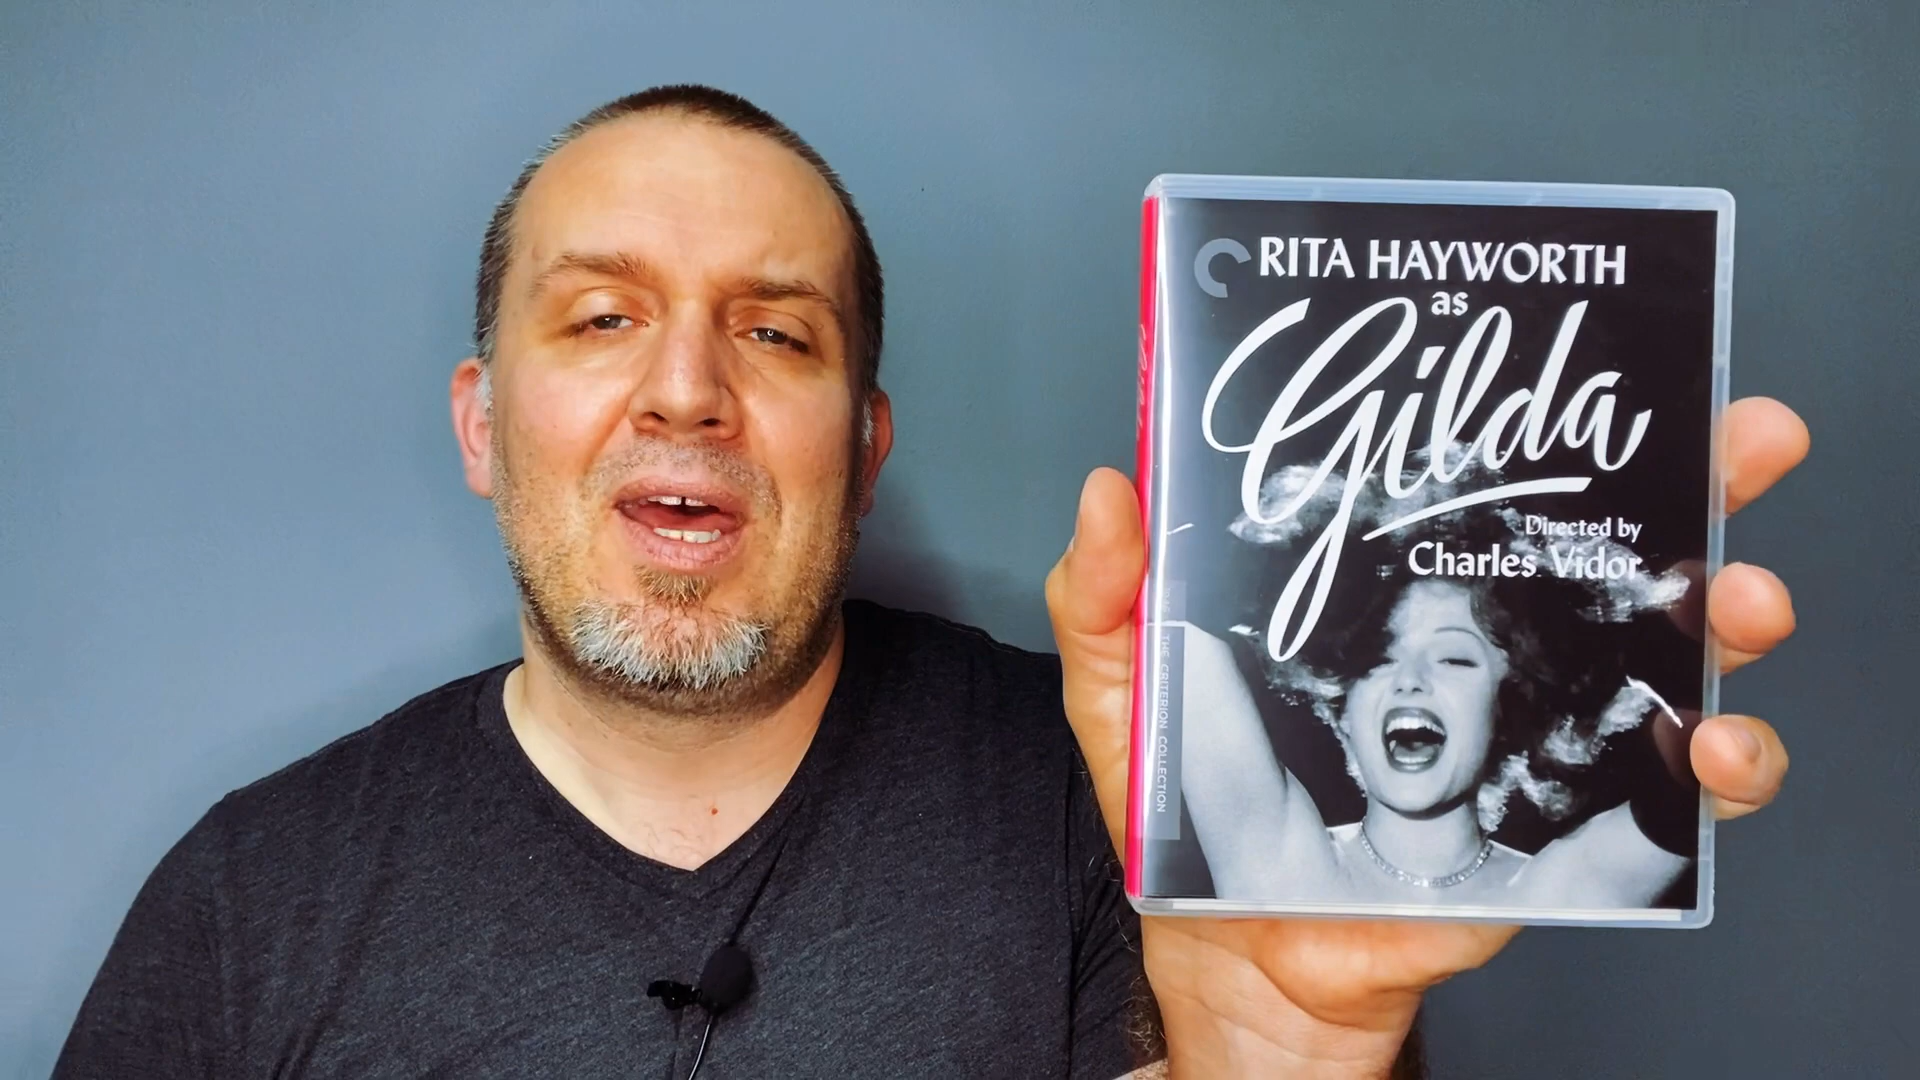 RITA HAYWORTH
as
Gilda
Directed by
Charles Vidor
THE CRITERION COLLECTION